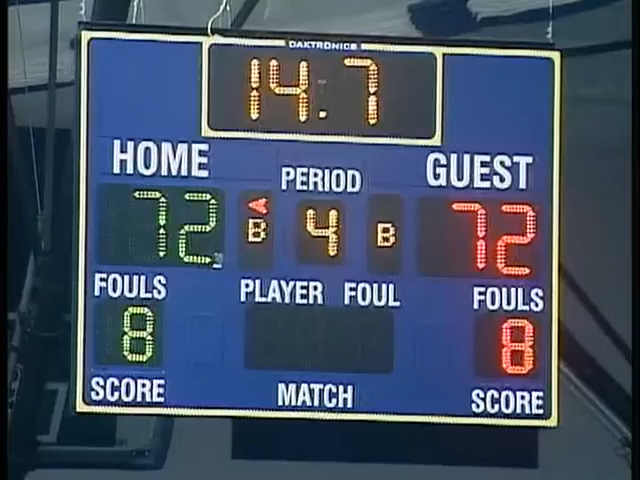 DAKTRONICS
14.7
HOME PERIOD GUEST
72 B 4 B 72
FOULS PLAYER FOUL FOULS
8 8
SCORE MATCH SCORE